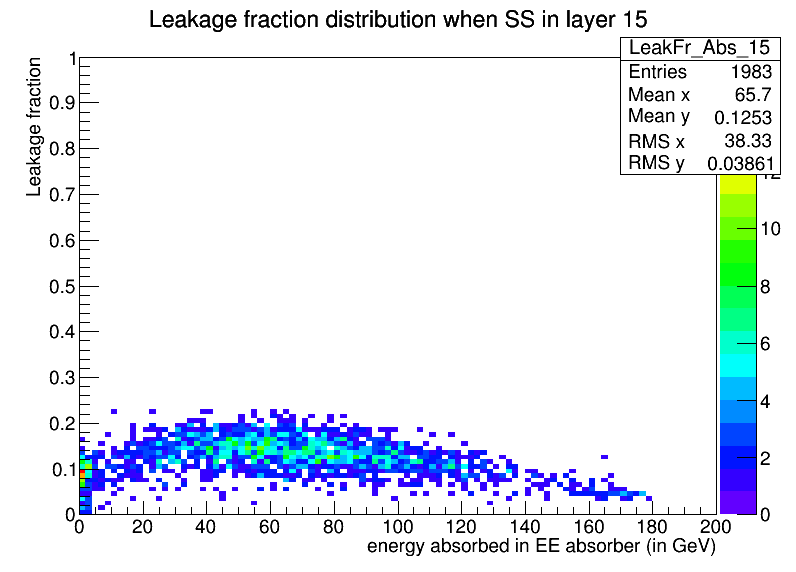 Leakage fraction distribution when SS in layer 15
LeakFr_Abs_15
Entries 1983
Mean x 65.7
Mean y 0.1253
RMS x 38.33
RMS y 0.03861
Leakage fraction
1
0.9
0.8
0.7
0.6
0.5
0.4
0.3
0.2
0.1
0
12
10
8
6
4
2
0
0 20 40 60 80 100 120 140 160 180 200
energy absorbed in EE absorber (in GeV)